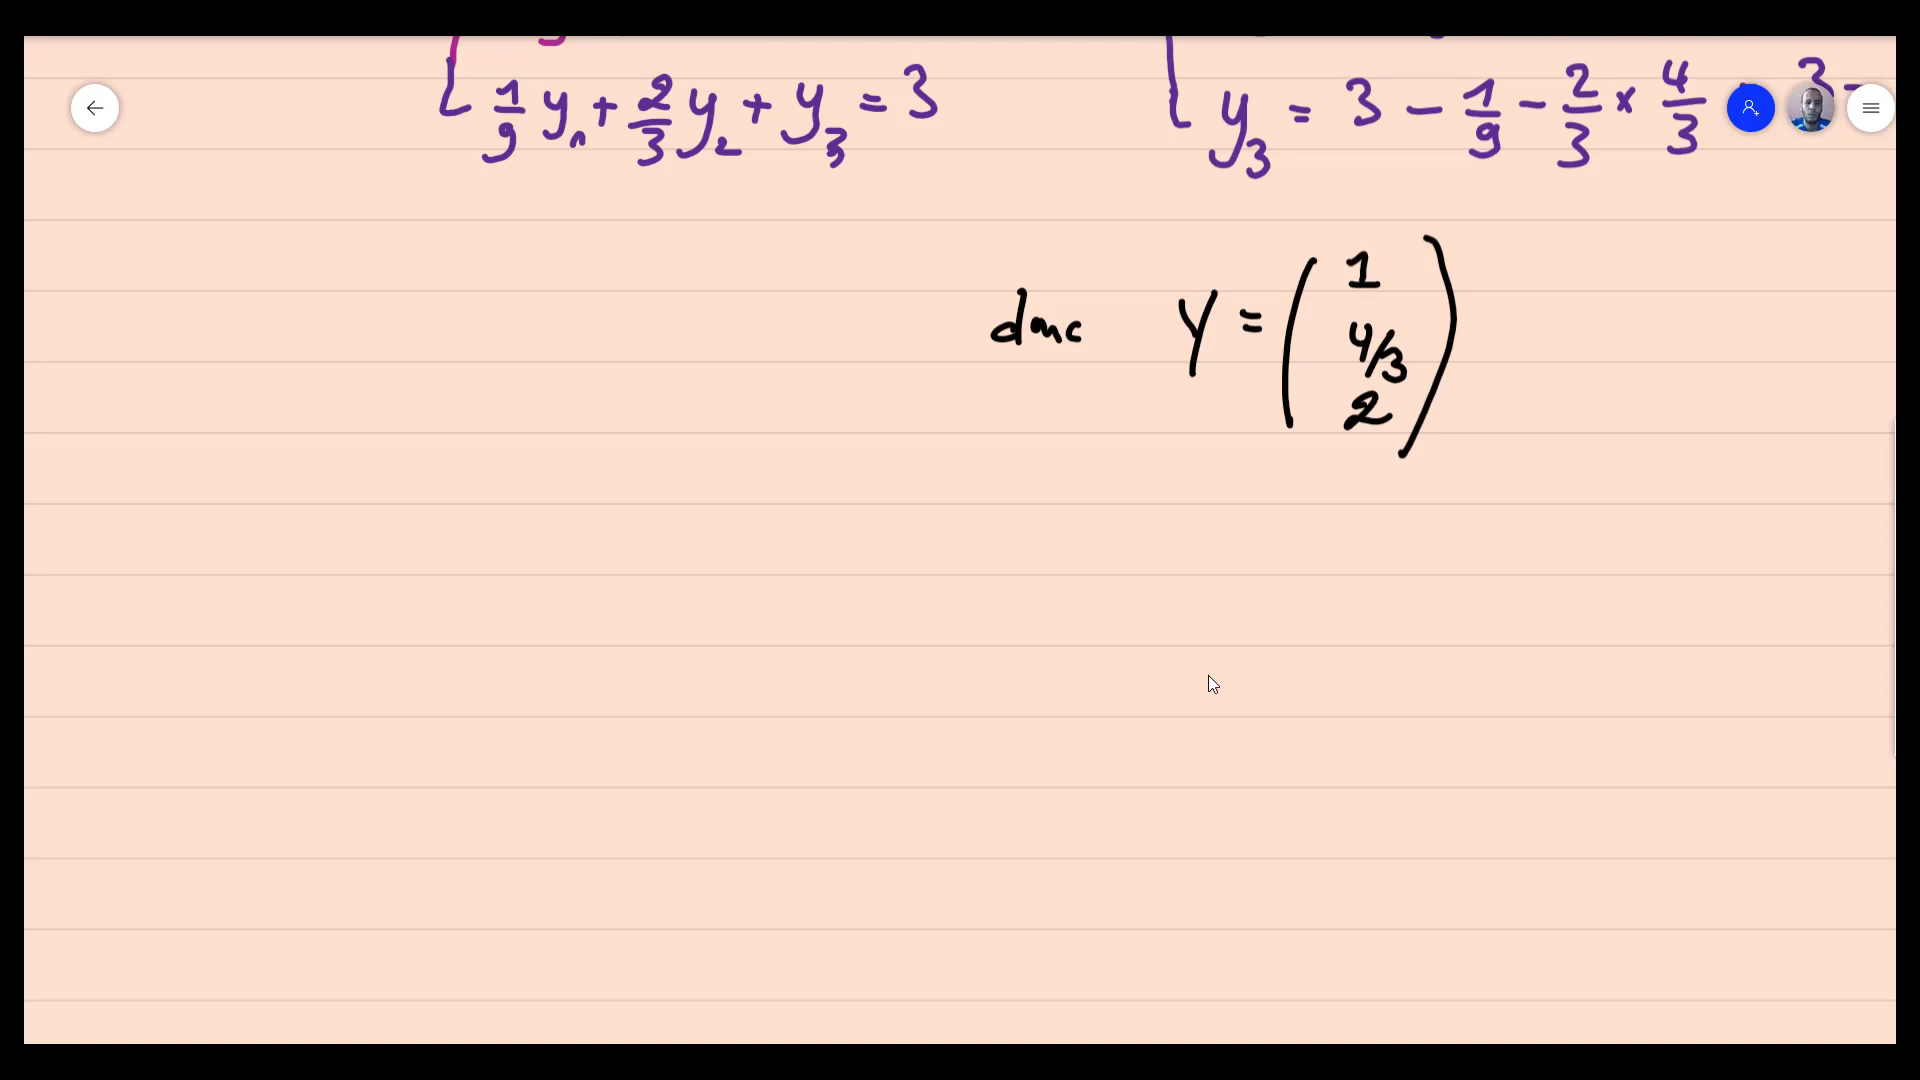 1/9 y₁ + 2/3 y₂ + y₃ = 3
y₃ = 3 - 1/9 - 2/3 × 4/3
donc Y = ( 1
4/3
2 )